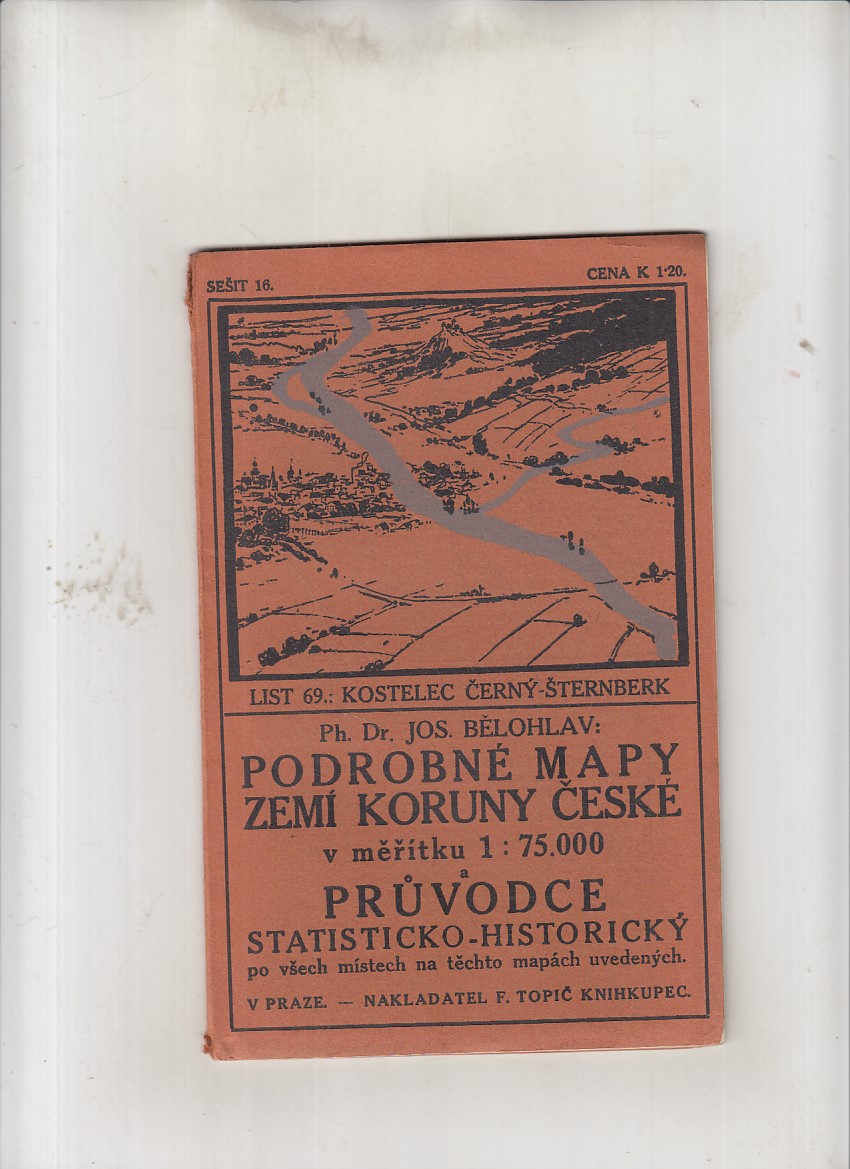 SEŠIT 16.
CENA K 1·20.
LIST 69.: KOSTELEC ČERNÝ-ŠTERNBERK
Ph. Dr. JOS. BĚLOHLAV:
PODROBNÉ MAPY
ZEMÍ KORUNY ČESKÉ
v měřítku 1 : 75.000
a
PRŮVODCE
STATISTICKO-HISTORICKÝ
po všech místech na těchto mapách uvedených.
V PRAZE. — NAKLADATEL F. TOPIČ KNIHKUPEC.